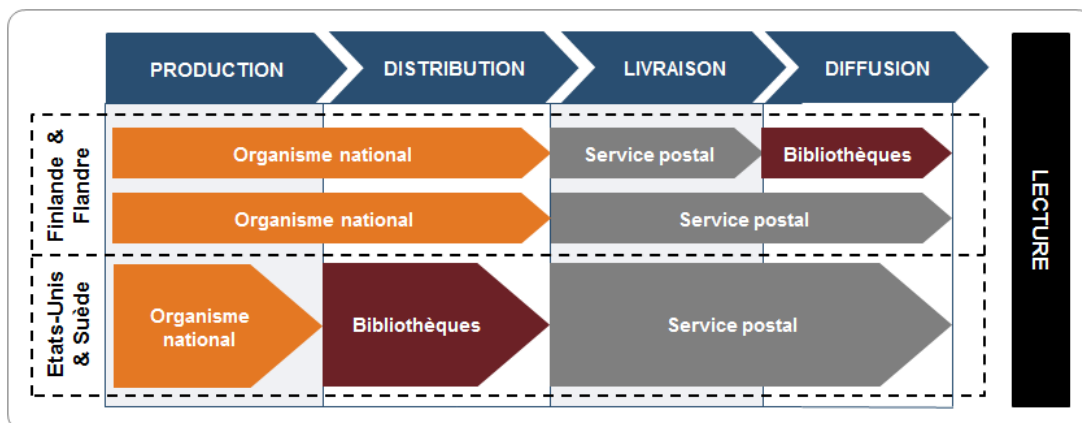 PRODUCTION
DISTRIBUTION
LIVRAISON
DIFFUSION
Finlande &
Flandre
Organisme national
Service postal
Bibliothèques
Organisme national
Service postal
Etats-Unis
& Suède
Organisme
national
Bibliothèques
Service postal
LECTURE